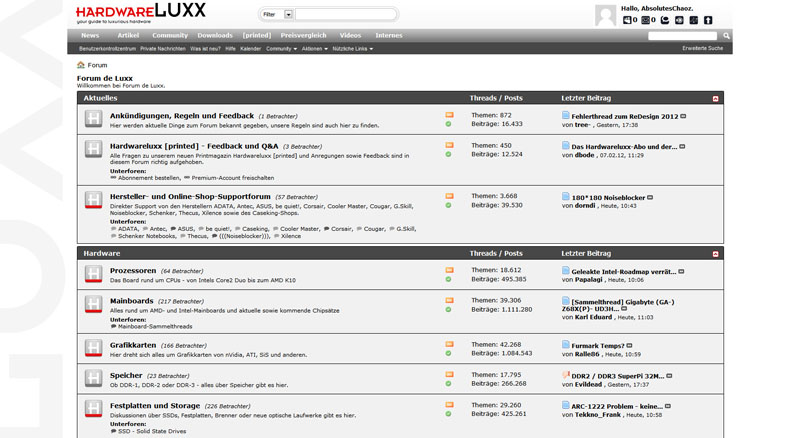 HARDWARELUXX
your guide to luxurious hardware
Filter
Hallo, AbsolutesChaoz.
0 0
News Artikel Community Downloads [printed] Preisvergleich Videos Internes
Benutzerkontrollzentrum Private Nachrichten Was ist neu? Hilfe Kalender Community Aktionen Nützliche Links Erweiterte Suche
Forum
Forum de Luxx
Willkommen bei Forum de Luxx.
Aktuelles Threads / Posts Letzter Beitrag
Ankündigungen, Regeln und Feedback (1 Betrachter) Themen: 872 Fehlerthread zum ReDesign 2012
Hier werden aktuelle Dinge zum Forum bekannt gegeben, unsere Regeln sind auch hier zu finden. Beiträge: 16.433 von tree- , Gestern, 17:38
Hardwareluxx [printed] - Feedback und Q&A (3 Betrachter) Themen: 450 Das Hardwareluxx-Abo und der...
Alle Fragen zu unserem neuen Printmagazin Hardwareluxx [printed] und Anregungen sowie Feedback sind in Beiträge: 12.524 von dbode , 07.02.12, 11:29
diesem Forum richtig aufgehoben.
Unterforen:
Abonnement bestellen, Premium-Account freischalten
Hersteller- und Online-Shop-Supportforum (57 Betrachter) Themen: 3.668 180*180 Noiseblocker
Direkter Support von den Herstellern ADATA, Antec, ASUS, be quiet!, Corsair, Cooler Master, Cougar, G.Skill, Beiträge: 39.530 von dorndi , Heute, 10:43
Noiseblocker, Schenker, Thecus, Xilence sowie des Caseking-Shops.
Unterforen:
ADATA, Antec, ASUS, be quiet!, Caseking, Cooler Master, Corsair, Cougar, G.Skill,
Schenker Notebooks, Thecus, (((Noiseblocker))), Xilence
Hardware Threads / Posts Letzter Beitrag
Prozessoren (64 Betrachter) Themen: 18.612 Geleakte Intel-Roadmap verrät...
Das Board rund um CPUs - von Intels Core2 Duo bis zum AMD K10 Beiträge: 495.385 von Papalagi , Heute, 10:06
Mainboards (217 Betrachter) Themen: 39.306 [Sammelthread] Gigabyte (GA-)
Alles rund um AMD- und Intel-Mainboards und aktuelle sowie kommende Chipsätze Beiträge: 1.111.280 Z68X(P)- UD3H...
Unterforen: von Karl Eduard , Heute, 11:03
Mainboard-Sammelthreads
Grafikkarten (166 Betrachter) Themen: 42.268 Furmark Temps?
Hier dreht sich alles um Grafikkarten von nVidia, ATI, SiS und anderen. Beiträge: 1.084.543 von Ralle86 , Heute, 10:59
Speicher (23 Betrachter) Themen: 17.795 DDR2 / DDR3 SuperPi 32M...
Ob DDR-1, DDR-2 oder DDR-3 - alles über Speicher gibt es hier. Beiträge: 266.268 von Evildead , Gestern, 17:37
Festplatten und Storage (226 Betrachter) Themen: 29.260 ARC-1222 Problem - keine...
Diskussionen über SSDs, Festplatten, Brenner oder neue optische Laufwerke gibt es hier. Beiträge: 425.261 von Tekkno_Frank , Heute, 10:58
Unterforen:
SSD - Solid State Drives